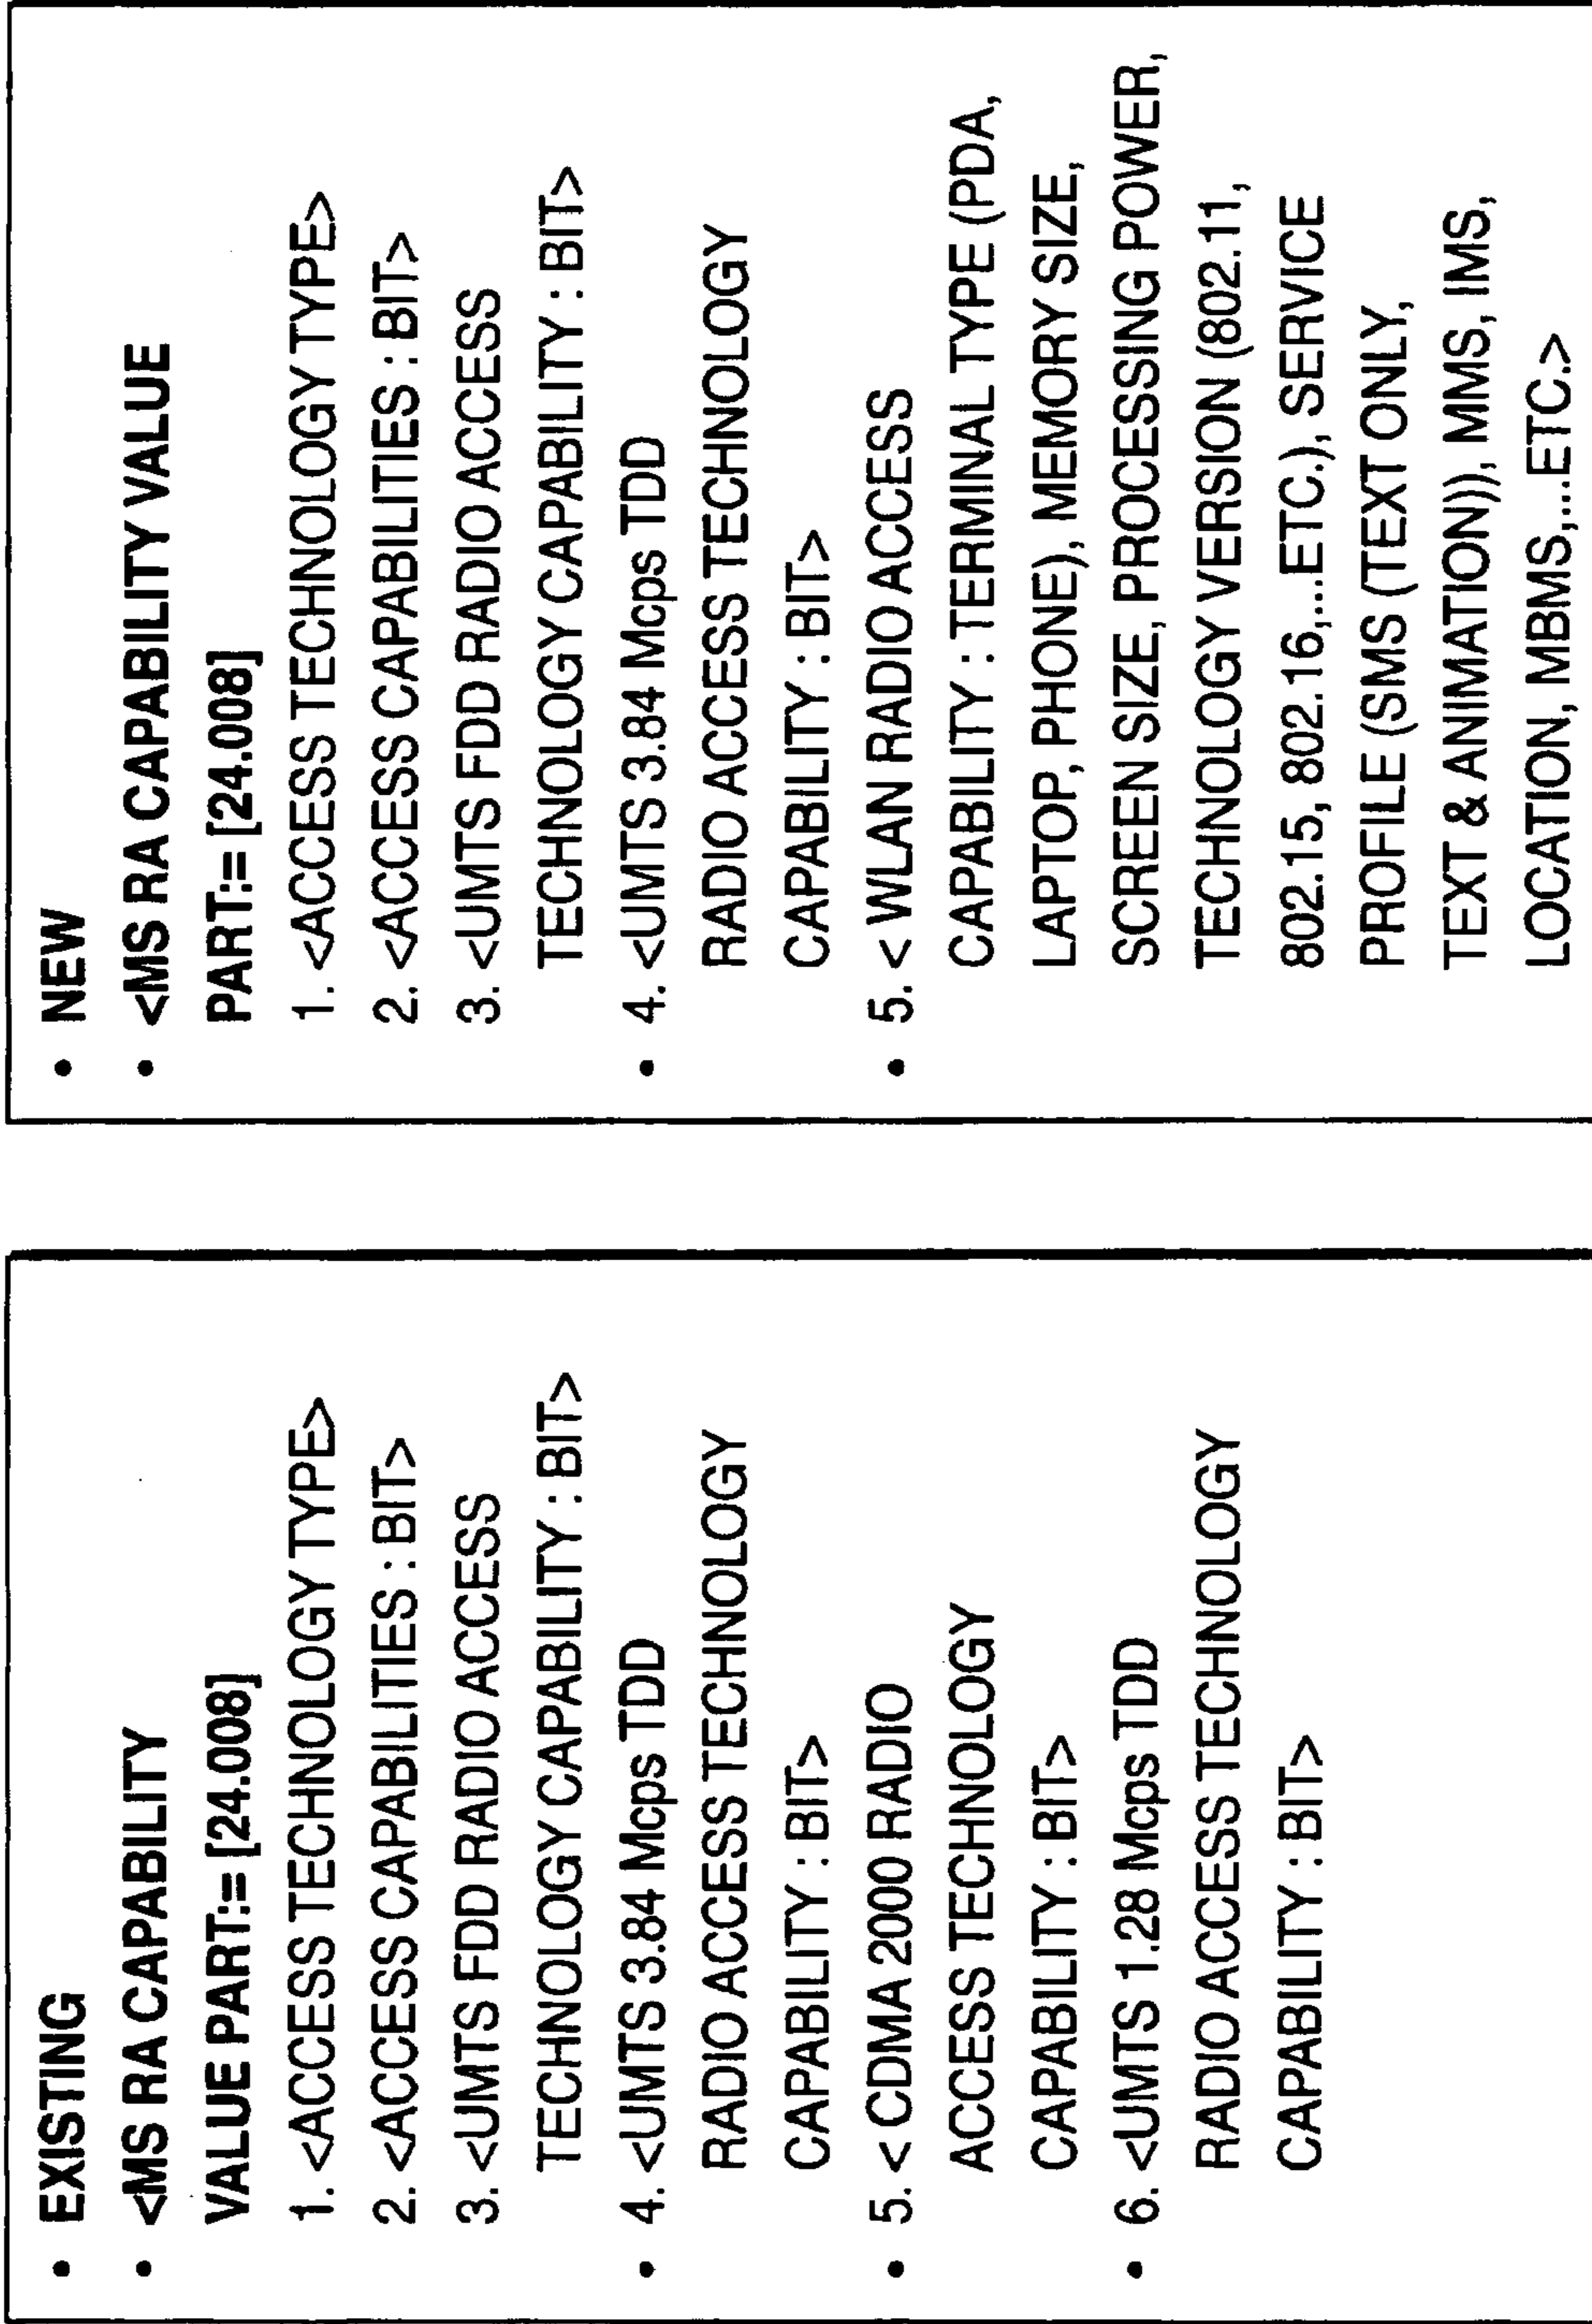 • EXISTING
• <MS RA CAPABILITY
VALUE PART:= [24.008]
1. <ACCESS TECHNOLOGY TYPE>
2. <ACCESS CAPABILITIES : BIT>
3. <UMTS FDD RADIO ACCESS
TECHNOLOGY CAPABILITY : BIT>
• 4. <UMTS 3.84 Mcps TDD
RADIO ACCESS TECHNOLOGY
CAPABILITY : BIT>
• 5. < CDMA 2000 RADIO
ACCESS TECHNOLOGY
CAPABILITY : BIT>
• 6. <UMTS 1.28 Mcps TDD
RADIO ACCESS TECHNOLOGY
CAPABILITY : BIT>
• NEW
• <MS RA CAPABILITY VALUE
PART:= [24.008]
1. <ACCESS TECHNOLOGY TYPE>
2. <ACCESS CAPABILITIES : BIT>
3. <UMTS FDD RADIO ACCESS
TECHNOLOGY CAPABILITY : BIT>
• 4. <UMTS 3.84 Mcps TDD
RADIO ACCESS TECHNOLOGY
CAPABILITY : BIT>
• 5. < WLAN RADIO ACCESS
CAPABILITY : TERMINAL TYPE (PDA,
LAPTOP, PHONE), MEMORY SIZE,
SCREEN SIZE, PROCESSING POWER,
TECHNOLOGY VERSION (802.11,
802.15, 802.16,...ETC.), SERVICE
PROFILE (SMS (TEXT ONLY,
TEXT & ANIMATION)), MMS, IMS,
LOCATION, MBMS,...ETC.>